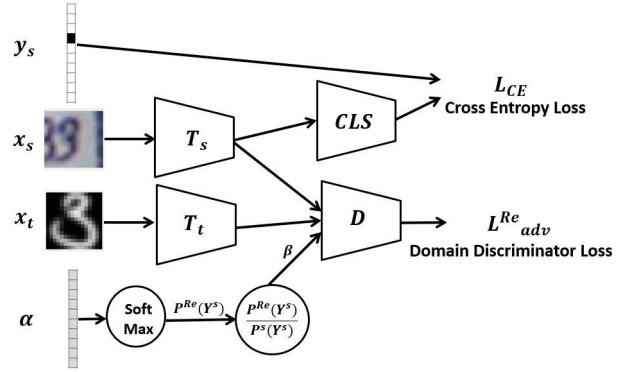 y_s
x_s
T_s
CLS
L_CE
Cross Entropy Loss
x_t
T_t
D
L^Re_adv
Domain Discriminator Loss
β
α
Soft
Max
P^Re(Y^s)
P^Re(Y^s)
P^s(Y^s)